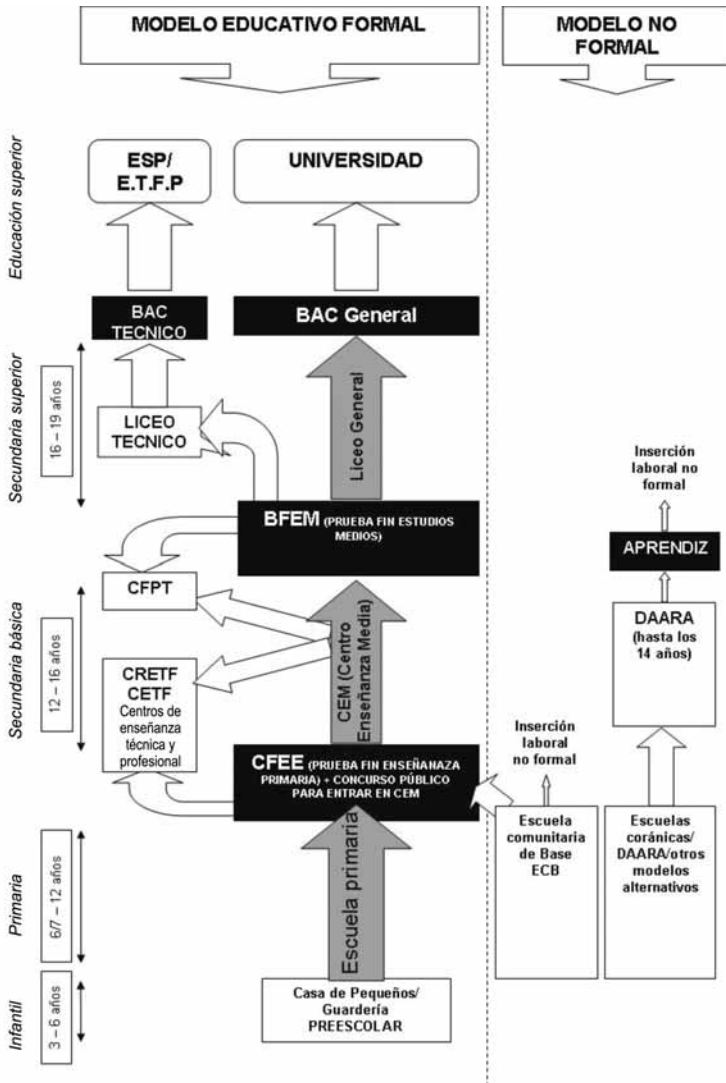 MODELO EDUCATIVO FORMAL
MODELO NO
FORMAL
Educación superior
ESP/
E.T.F.P
UNIVERSIDAD
BAC
TECNICO
BAC General
Secundaria superior
16 – 19 años
LICEO
TECNICO
Liceo General
Inserción
laboral no
formal
BFEM (PRUEBA FIN ESTUDIOS
MEDIOS)
APRENDIZ
Secundaria básica
12 – 16 años
CFPT
CEM (Centro
Enseñanza Media)
DAARA
(hasta los
14 años)
CRETF
CETF
Centros de
enseñanza
técnica y
profesional
Inserción
laboral
no formal
CFEE (PRUEBA FIN ENSEÑANAZA
PRIMARIA) + CONCURSO PÚBLICO
PARA ENTRAR EN CEM
Primaria
6/7 – 12 años
Escuela primaria
Escuela
comunitaria
de Base
ECB
Escuelas
coránicas/
DAARA/otros
modelos
alternativos
Infantil
3 – 6 años
Casa de Pequeños/
Guardería
PREESCOLAR